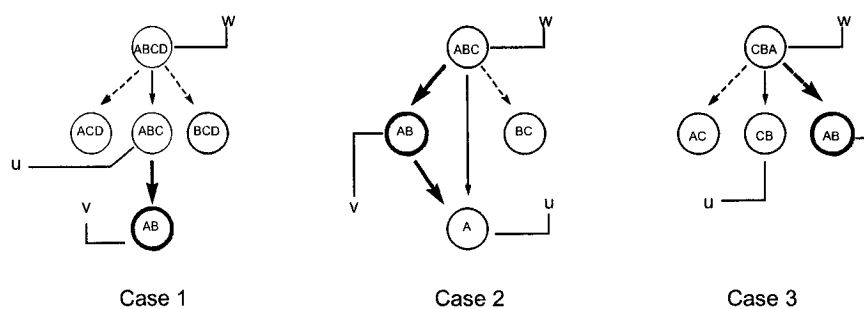 w w w
ABCD ABC CBA
ACD ABC BCD AB BC AC CB AB
u
v v u u
AB A
Case 1 Case 2 Case 3